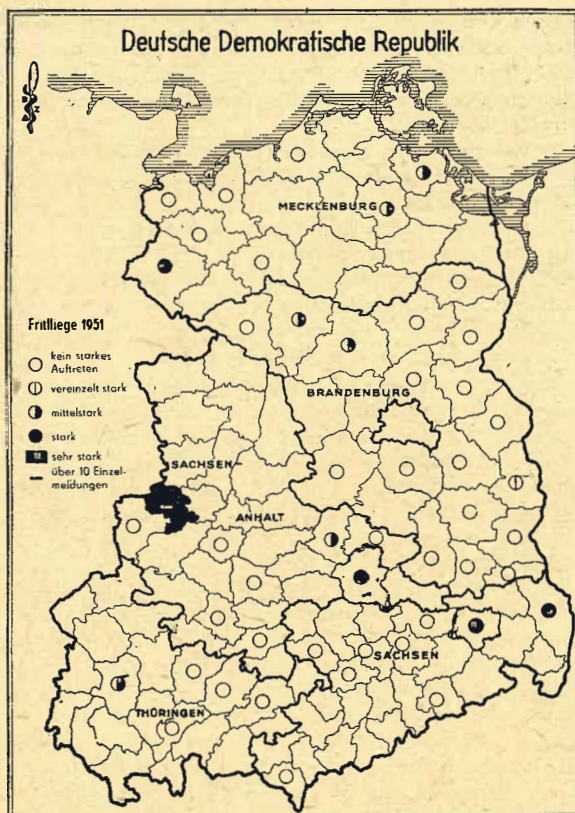 Deutsche Demokratische Republik
MECKLENBURG
Fritfliege 1951
kein starkes
Auftreten
vereinzelt stark
mittelstark
stark
sehr stark
über 10 Einzel-
meldungen
BRANDENBURG
SACHSEN-
ANHALT
SACHSEN
THÜRINGEN